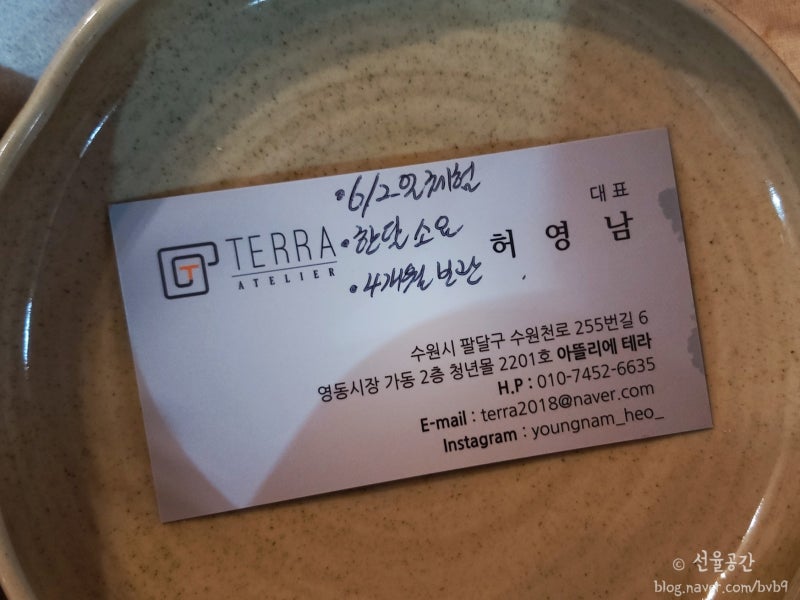 •6/2일 체험
•한달 소요
•4개월 보관
TERRA
ATELIER
대표
허영남
수원시 팔달구 수원천로 255번길 6
영동시장 가동 2층 청년몰 2201호 아뜰리에 테라
H.P : 010-7452-6635
E-mail : terra2018@naver.com
Instagram : youngnam_heo_
© 선율공간
blog.naver.com/bvb9